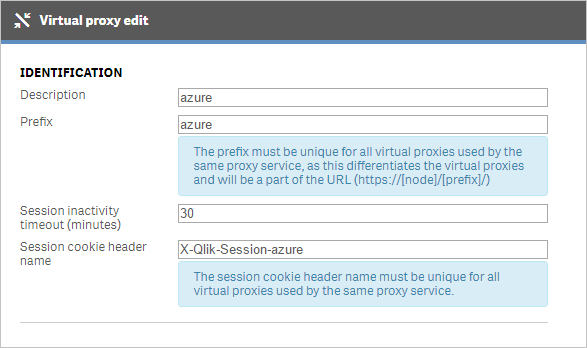 Virtual proxy edit
IDENTIFICATION
Description
azure
Prefix
azure
The prefix must be unique for all virtual proxies used by the
same proxy service, as this differentiates the virtual proxies
and will be a part of the URL (https://[node]/[prefix]/)
Session inactivity
timeout (minutes)
30
Session cookie header
name
X-Qlik-Session-azure
The session cookie header name must be unique for all
virtual proxies used by the same proxy service.